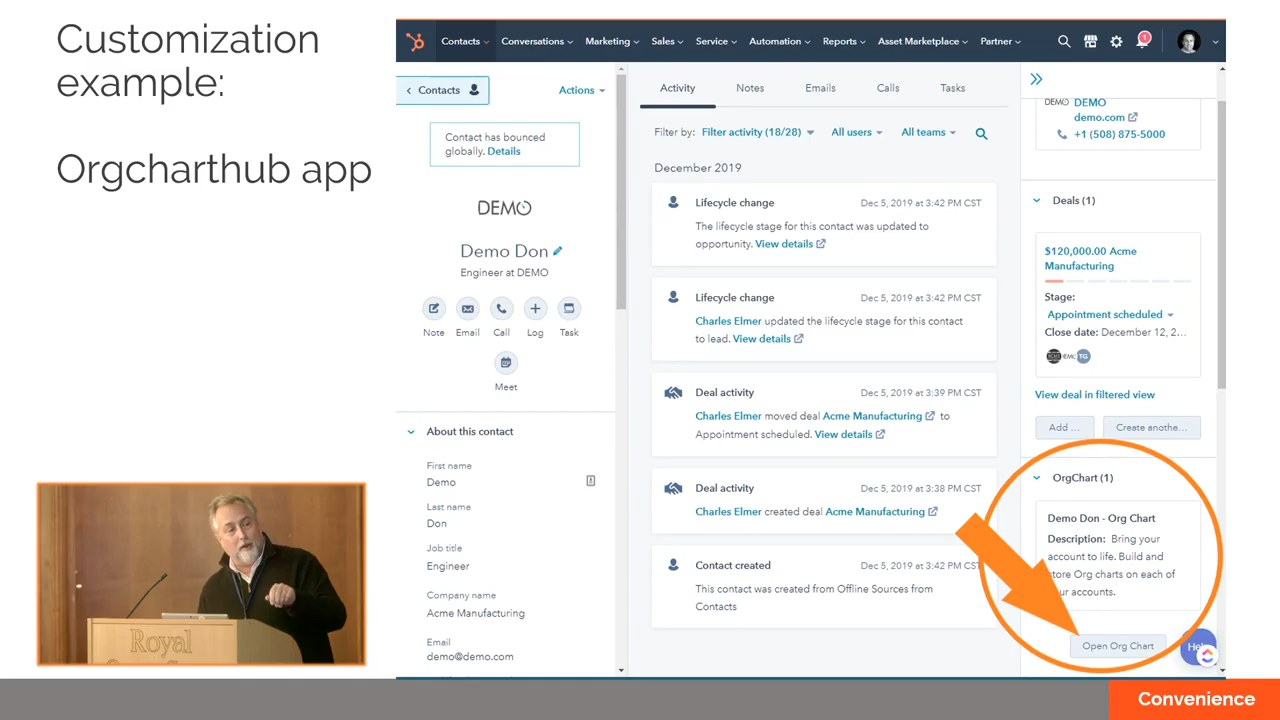 Customization
example:
Orgcharthub app
Contacts
Conversations
Marketing
Sales
Service
Automation
Reports
Asset Marketplace
Partner
1
Contacts
Actions
Contact has bounced
globally. Details
DEMO
Demo Don
Engineer at DEMO
Note
Email
Call
Log
Task
Meet
About this contact
First name
Demo
Last name
Don
Job title
Engineer
Company name
Acme Manufacturing
Email
demo@demo.com
Activity
Notes
Emails
Calls
Tasks
Filter by: Filter activity (18/28) All users All teams
December 2019
Lifecycle change Dec 5, 2019 at 3:42 PM CST
The lifecycle stage for this contact was updated to
opportunity. View details
Lifecycle change Dec 5, 2019 at 3:42 PM CST
Charles Elmer updated the lifecycle stage for this contact
to lead. View details
Deal activity Dec 5, 2019 at 3:39 PM CST
Charles Elmer moved deal Acme Manufacturing to
Appointment scheduled. View details
Deal activity Dec 5, 2019 at 3:38 PM CST
Charles Elmer created deal Acme Manufacturing
Contact created Dec 5, 2019 at 3:42 PM CST
This contact was created from Offline Sources from
Contacts
DEMO DEMO
demo.com
+1 (508) 875-5000
Deals (1)
$120,000.00 Acme
Manufacturing
Stage:
Appointment scheduled
Close date: December 12, 2...
TG
View deal in filtered view
Add ...
Create anothe...
OrgChart (1)
Demo Don - Org Chart
Description: Bring your
account to life. Build and
store Org charts on each of
your accounts.
Open Org Chart
Royal
Convenience